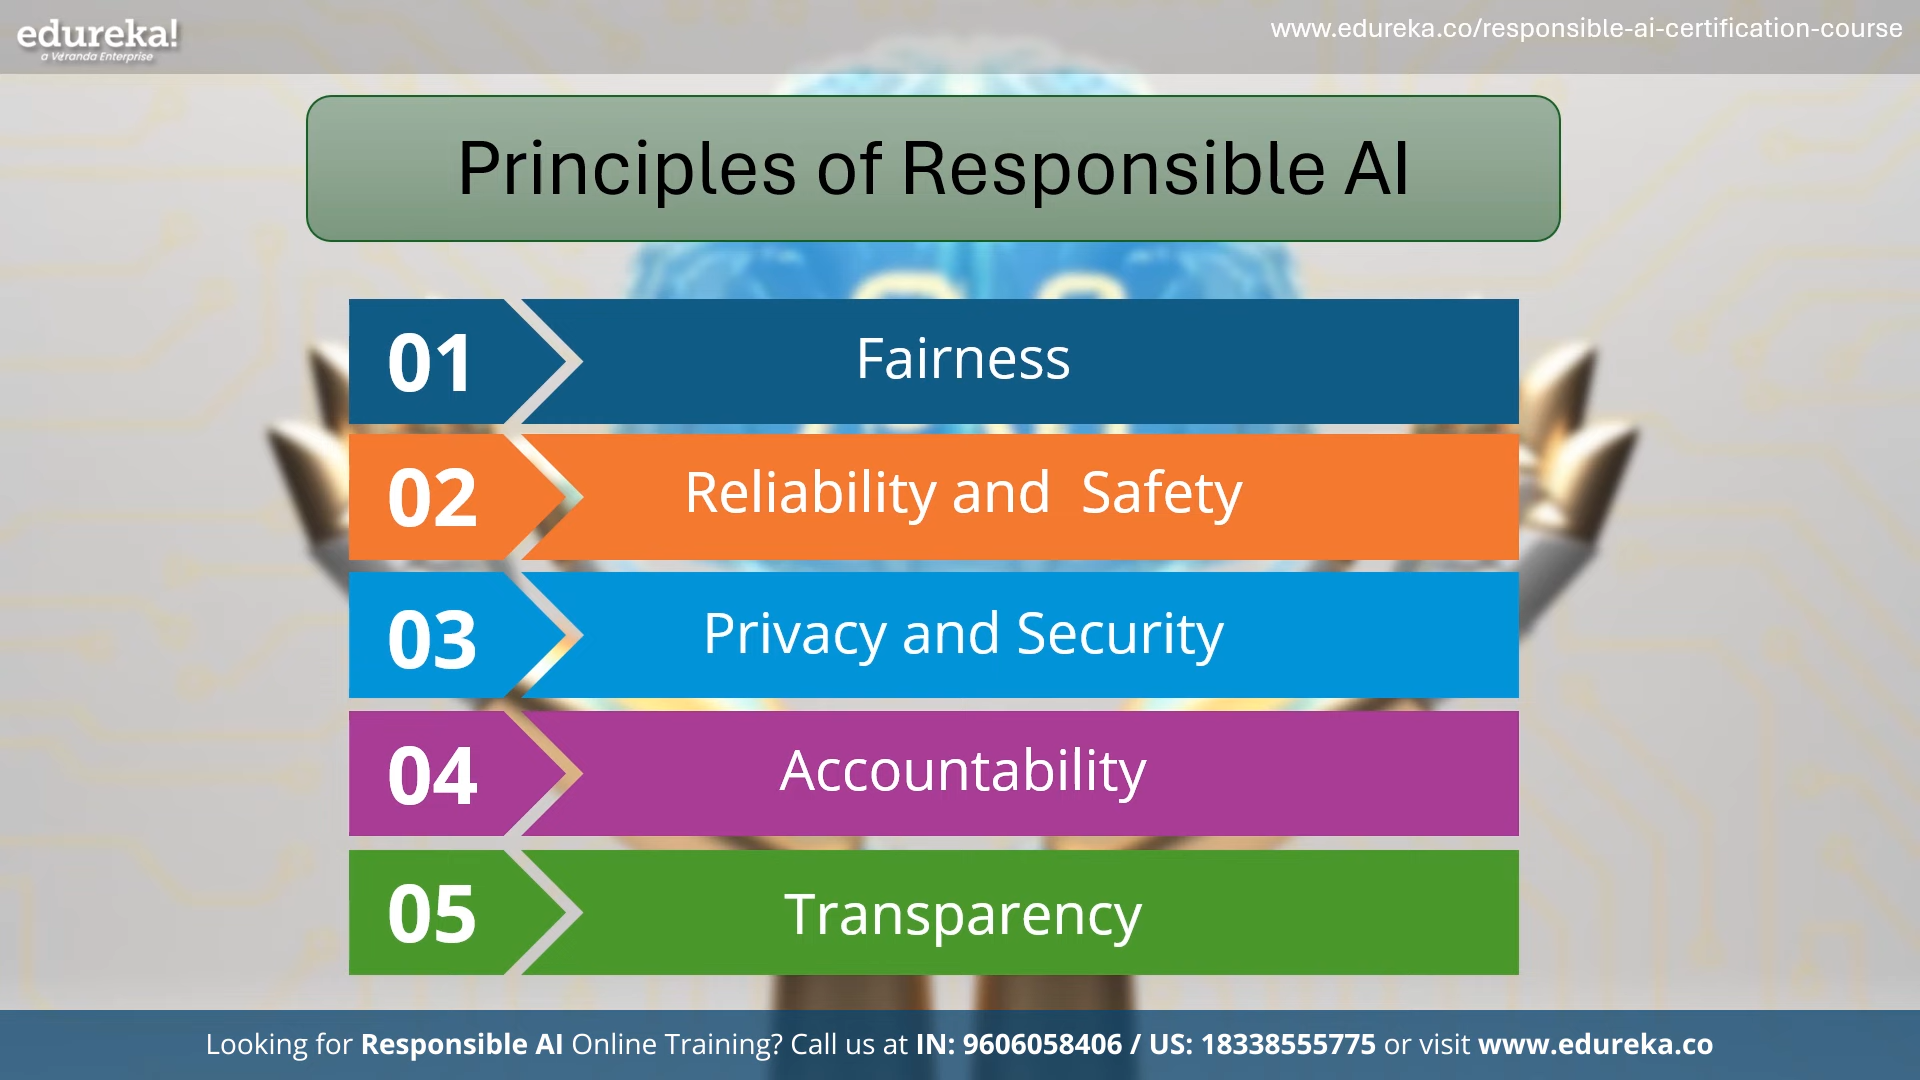 edureka!
a Veranda Enterprise
www.edureka.co/responsible-ai-certification-course
Principles of Responsible AI
01 Fairness
02 Reliability and  Safety
03 Privacy and Security
04 Accountability
05 Transparency
Looking for Responsible AI Online Training? Call us at IN: 9606058406 / US: 18338555775 or visit www.edureka.co